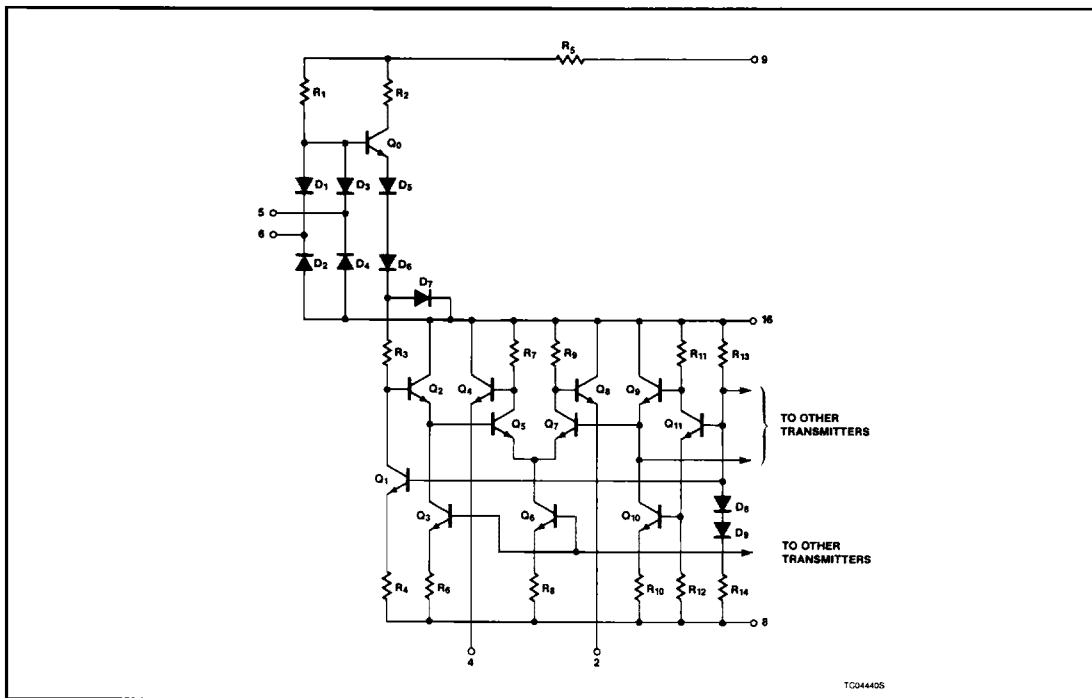 R5
9
R1
R2
Q0
D1
D3
D5
5
6
D2
D4
D6
D7
16
R3
R7
R9
R11
R13
Q2
Q4
Q8
Q9
Q5
Q7
Q11
TO OTHER
TRANSMITTERS
Q1
D8
Q3
Q6
Q10
D9
TO OTHER
TRANSMITTERS
R4
R6
R8
R10
R12
R14
8
4
2
TC04440S